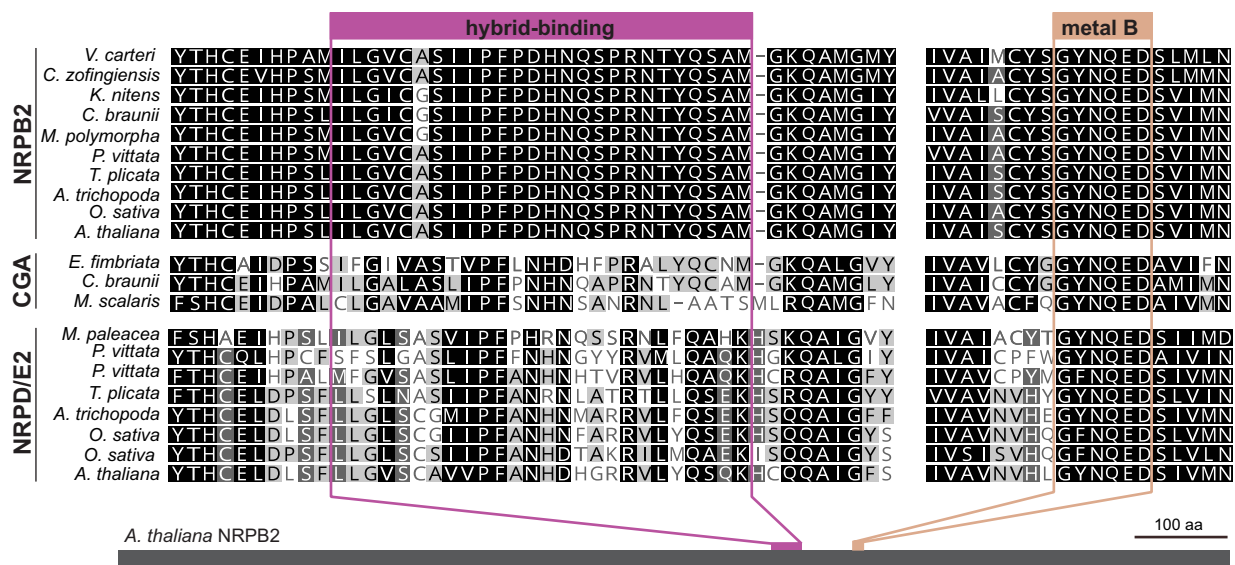 hybrid-binding metal B
NRPB2
V. carteri YTHCEIHPAMILGVCASIIPFPDHNQSPRNTYQSAM-GKQAMGMY IVAIMCYSGYNQEDSLMLN
C. zofingiensis YTHCEVHPSMILGVCASIIPFPDHNQSPRNTYQSAM-GKQAMGMY IVAIACYSGYNQEDSLMMN
K. nitens YTHCEIHPSMILGICGSIIPFPDHNQSPRNTYQSAM-GKQAMGIY IVALLCYSGYNQEDSVIMN
C. braunii YTHCEIHPSMILGICGSIIPFPDHNQSPRNTYQSAM-GKQAMGIY VVAISCYSGYNQEDSVIMN
M. polymorpha YTHCEIHPSMILGVCGSIIPFPDHNQSPRNTYQSAM-GKQAMGIY IVAIACYSGYNQEDSVIMN
P. vittata YTHCEIHPSMILGVCASIIPFPDHNQSPRNTYQSAM-GKQAMGIY VVAIACYSGYNQEDSVIMN
T. plicata YTHCEIHPSMILGVCASIIPFPDHNQSPRNTYQSAM-GKQAMGIY IVAISCYSGYNQEDSVIMN
A. trichopoda YTHCEIHPSLILGVCASIIPFPDHNQSPRNTYQSAM-GKQAMGIY IVAISCYSGYNQEDSVIMN
O. sativa YTHCEIHPSLILGVCASIIPFPDHNQSPRNTYQSAM-GKQAMGIY IVAIACYSGYNQEDSVIMN
A. thaliana YTHCEIHPSLILGVCASIIPFPDHNQSPRNTYQSAM-GKQAMGIY IVAISCYSGYNQEDSVIMN
CGA
E. fimbriata YTHCAIDPSSIFGIVASTVPFLNHDHFPRALYQCNM-GKQALGVY IVAVLCYGGYNQEDAVIFN
C. braunii YTHCEIHPAMILGALASLIPFPNHNQAPRNTYQCAM-GKQAMGLY IVAICCYGGYNQEDAMIMN
M. scalaris FSHCEIDPALCLGAVAAMIPFSNHNSANRNL-AATSMLRQAMGFN IVAVACFQGYNQEDAIVMN
NRPD/E2
M. paleacea FSHAEIHPSLILGLSASVIPFPHRNQSSRNLFQAHKHSKQAIGVY IVAIACYTGYNQEDSIIMD
P. vittata YTHCQLHPCFSFSLGASLIPFFNHNGYYRVMLQAQKHGKQALGIY IVAICPFWGYNQEDAIVIN
P. vittata FTHCEIHPALMFGVSASLIPFANHNHTVRVLHQAQKHCRQAIGFY IVAVCPYMGFNQEDSIVMN
T. plicata FTHCELDPSFLLSLNASIIPFANRNLATRTLLQSEKHSRQAIGYY VVAVNVHYGYNQEDSLVIN
A. trichopoda YTHCELDLSFLLGLSCGMIPFANHNMARRVLFQSEKHSQQAIGFF IVAVNVHEGYNQEDSIVMN
O. sativa YTHCELDLSFLLGLSCGIIPFANHNFARRVLYQSEKHSQQAIGYS IVAVNVHQGFNQEDSLVMN
O. sativa YTHCELDPSFLLGLSCSIIPFANHDTAKRILMQAEKISQQAIGYS IVSISVHQGFNQEDSLVLN
A. thaliana YTHCELDLSFLLGVSCAVVPFANHDHGRRVLYQSQKHCQQAIGFS IVAVNVHLGFNQEDSIVMN
100 aa
A. thaliana NRPB2